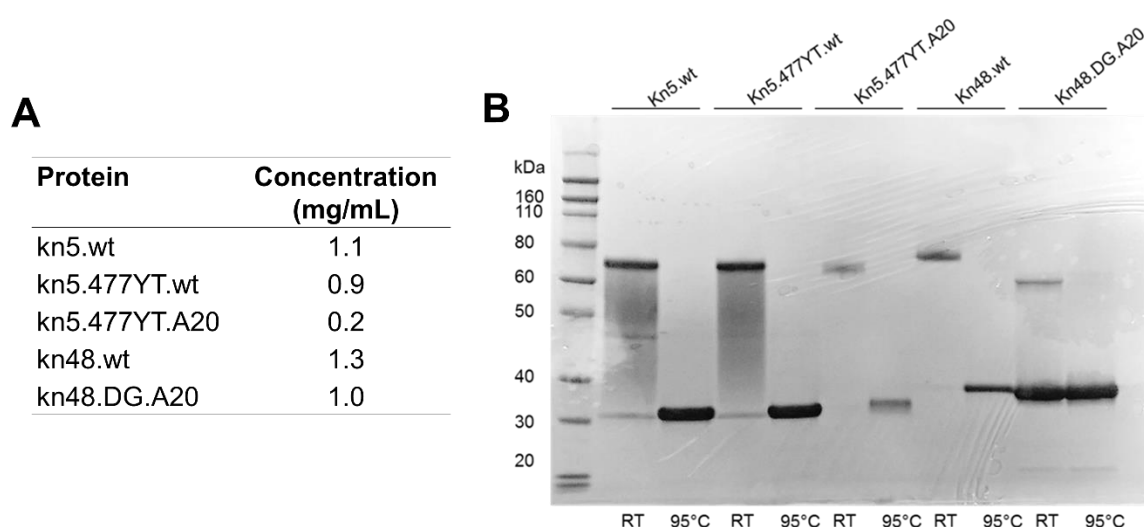 A
Protein Concentration (mg/mL)
kn5.wt 1.1
kn5.477YT.wt 0.9
kn5.477YT.A20 0.2
kn48.wt 1.3
kn48.DG.A20 1.0
B
Kn5.wt Kn5.477YT.wt Kn5.477YT.A20 Kn48.wt Kn48.DG.A20
kDa
160
110
80
60
50
40
30
20
RT 95°C RT 95°C RT 95°C RT 95°C RT 95°C